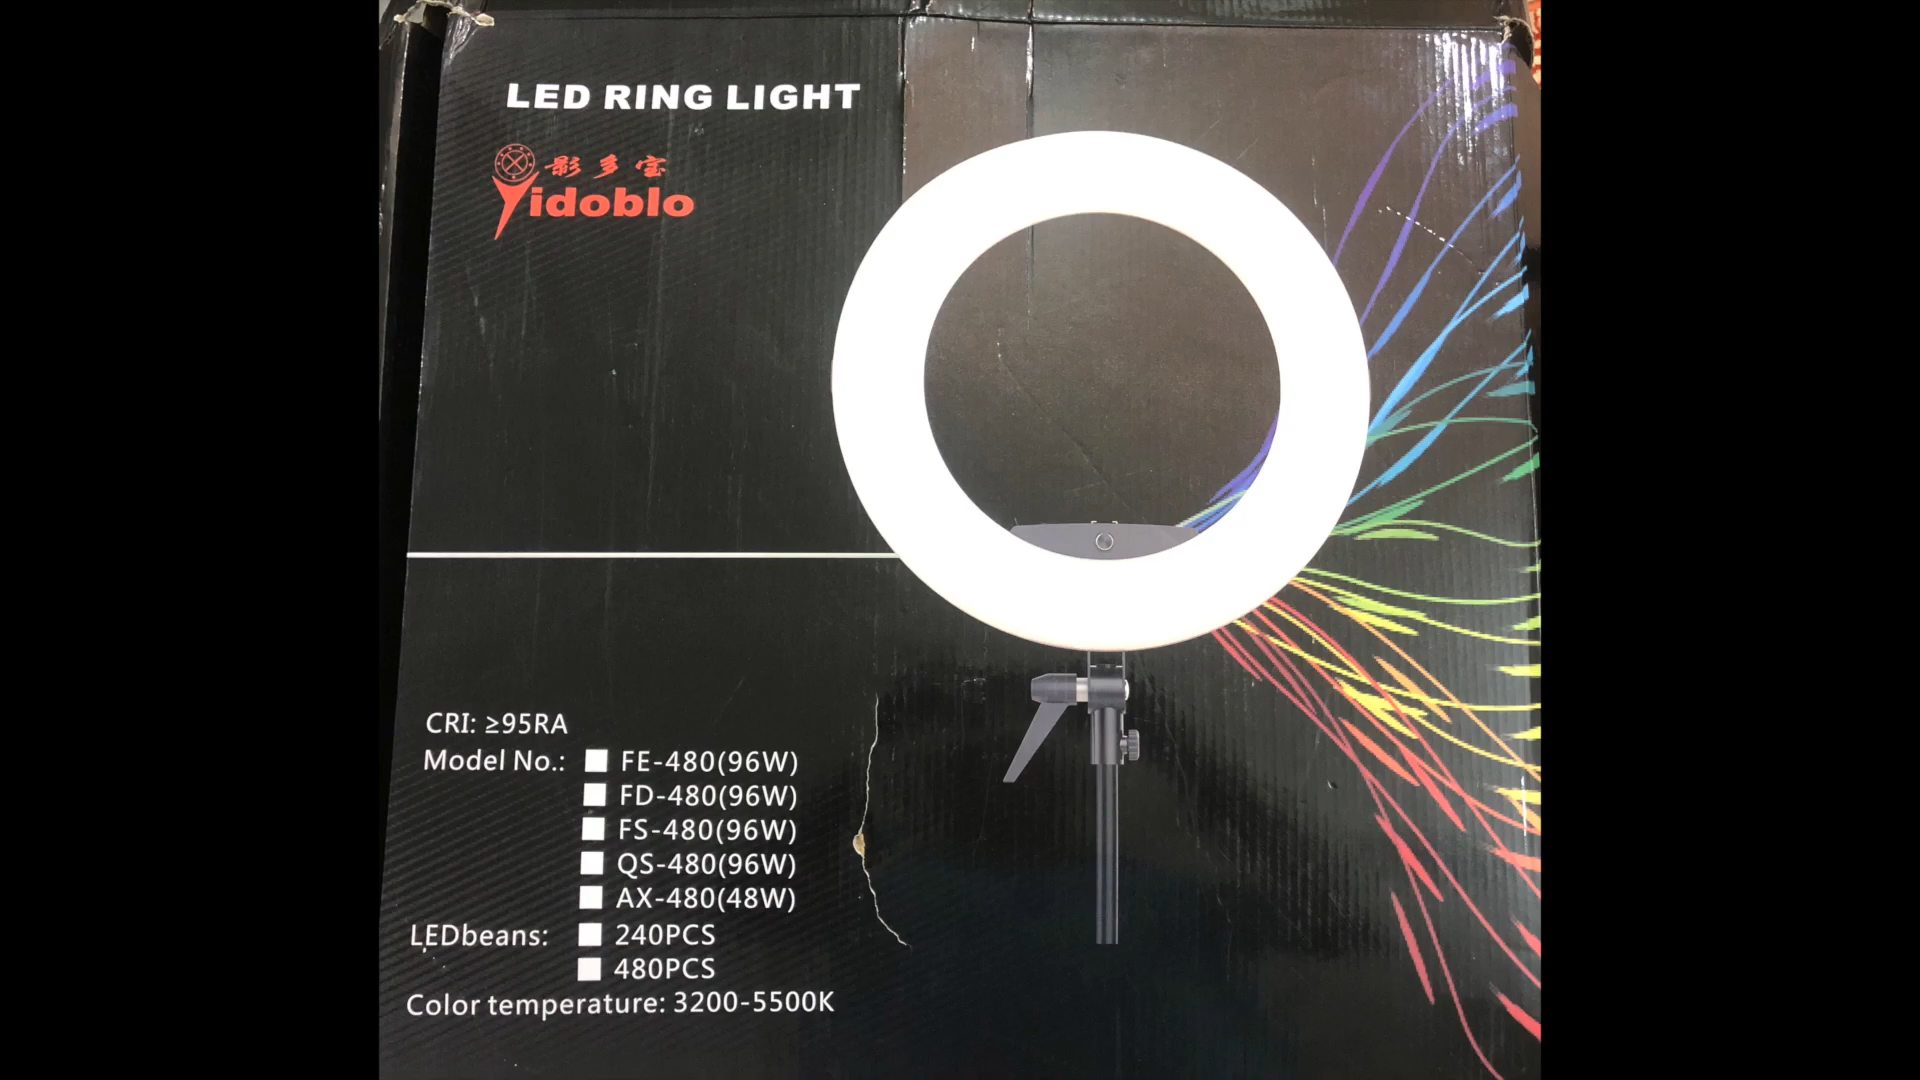 LED RING LIGHT
影多宝
Yidoblo
CRI: ≥95RA
Model No.: FE-480(96W)
FD-480(96W)
FS-480(96W)
QS-480(96W)
AX-480(48W)
LEDbeans: 240PCS
480PCS
Color temperature: 3200-5500K